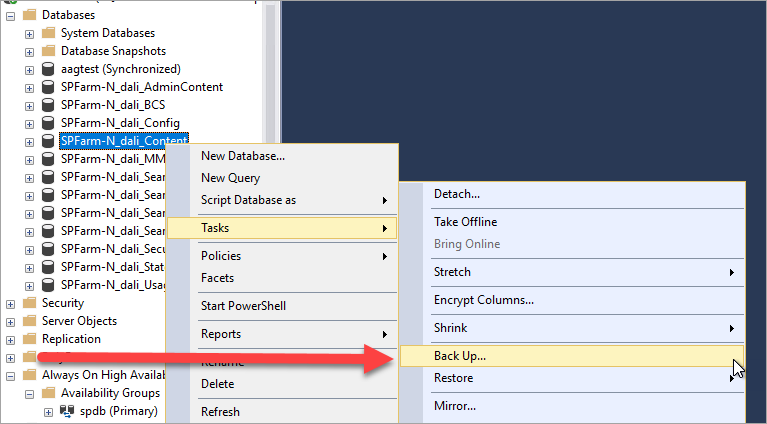 Databases
System Databases
Database Snapshots
aagtest (Synchronized)
SPFarm-N_dali_AdminContent
SPFarm-N_dali_BCS
SPFarm-N_dali_Config
SPFarm-N_dali_Content
SPFarm-N_dali_MM
SPFarm-N_dali_Sear
SPFarm-N_dali_Sear
SPFarm-N_dali_Sear
SPFarm-N_dali_Sear
SPFarm-N_dali_Secu
SPFarm-N_dali_Stat
SPFarm-N_dali_Usag
Security
Server Objects
Replication
Always On High Availab
Availability Groups
spdb (Primary)
New Database...
New Query
Script Database as
Tasks
Policies
Facets
Start PowerShell
Reports
Rename
Delete
Refresh
Detach...
Take Offline
Bring Online
Stretch
Encrypt Columns...
Shrink
Back Up...
Restore
Mirror...